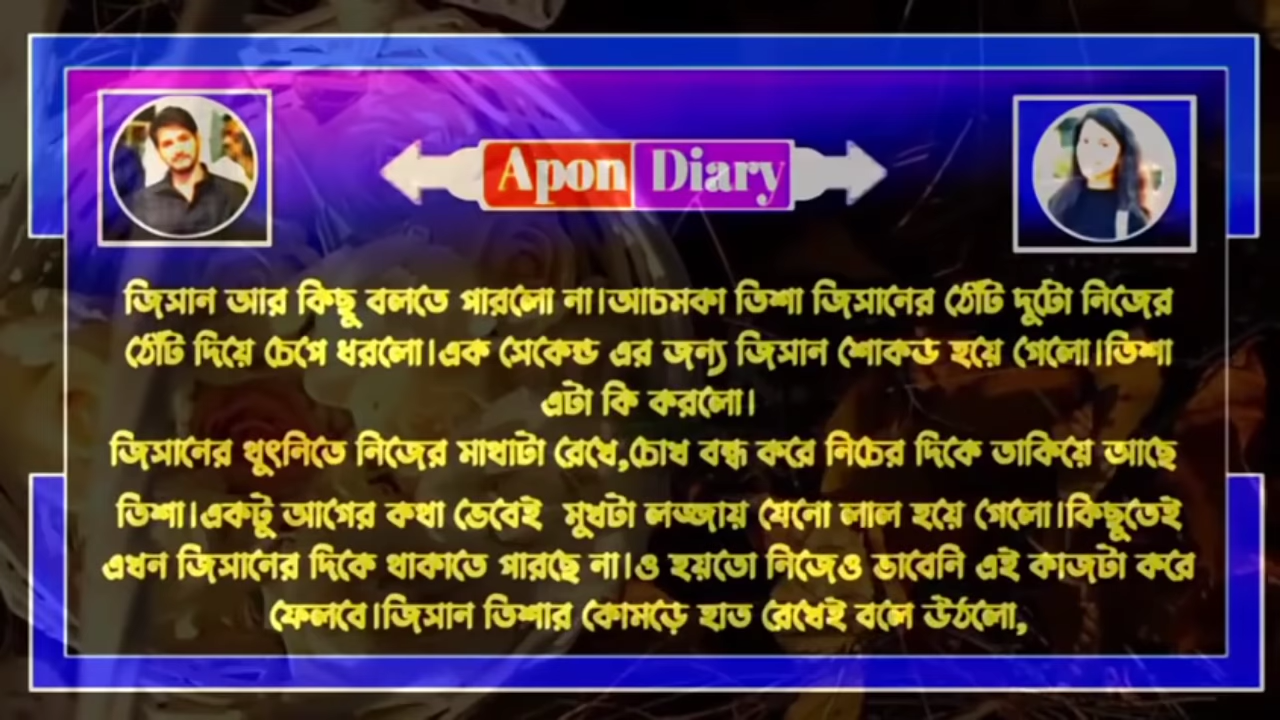 Apon Diary
জিসান আর কিছু বলতে পারলো না।আচমকা তিশা জিসানের ঠোঁট দুটো নিজের
ঠোঁট দিয়ে চেপে ধরলো।এক সেকেন্ড এর জন্য জিসান শোকড হয়ে গেলো।তিশা
এটা কি করলো।
জিসানের থুৎনিতে নিজের মাথাটা রেখে,চোখ বন্ধ করে নিচের দিকে তাকিয়ে আছে
তিশা।একটু আগের কথা ভেবেই মুখটা লজ্জায় যেনো লাল হয়ে গেলো।কিছুতেই
এখন জিসানের দিকে থাকাতে পারছে না।ও হয়তো নিজেও ভাবেনি এই কাজটা করে
ফেলবে।জিসান তিশার কোমড়ে হাত রেখেই বলে উঠলো,